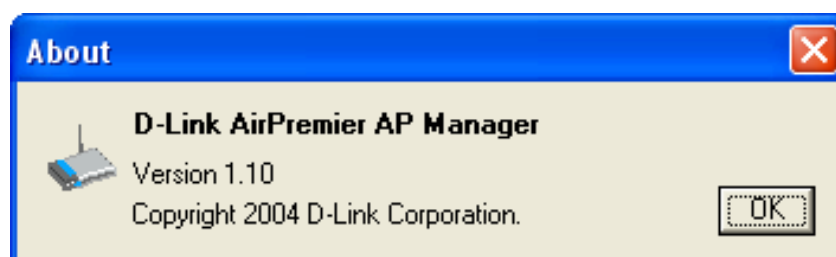 About
D-Link AirPremier AP Manager
Version 1.10
Copyright 2004 D-Link Corporation.
OK